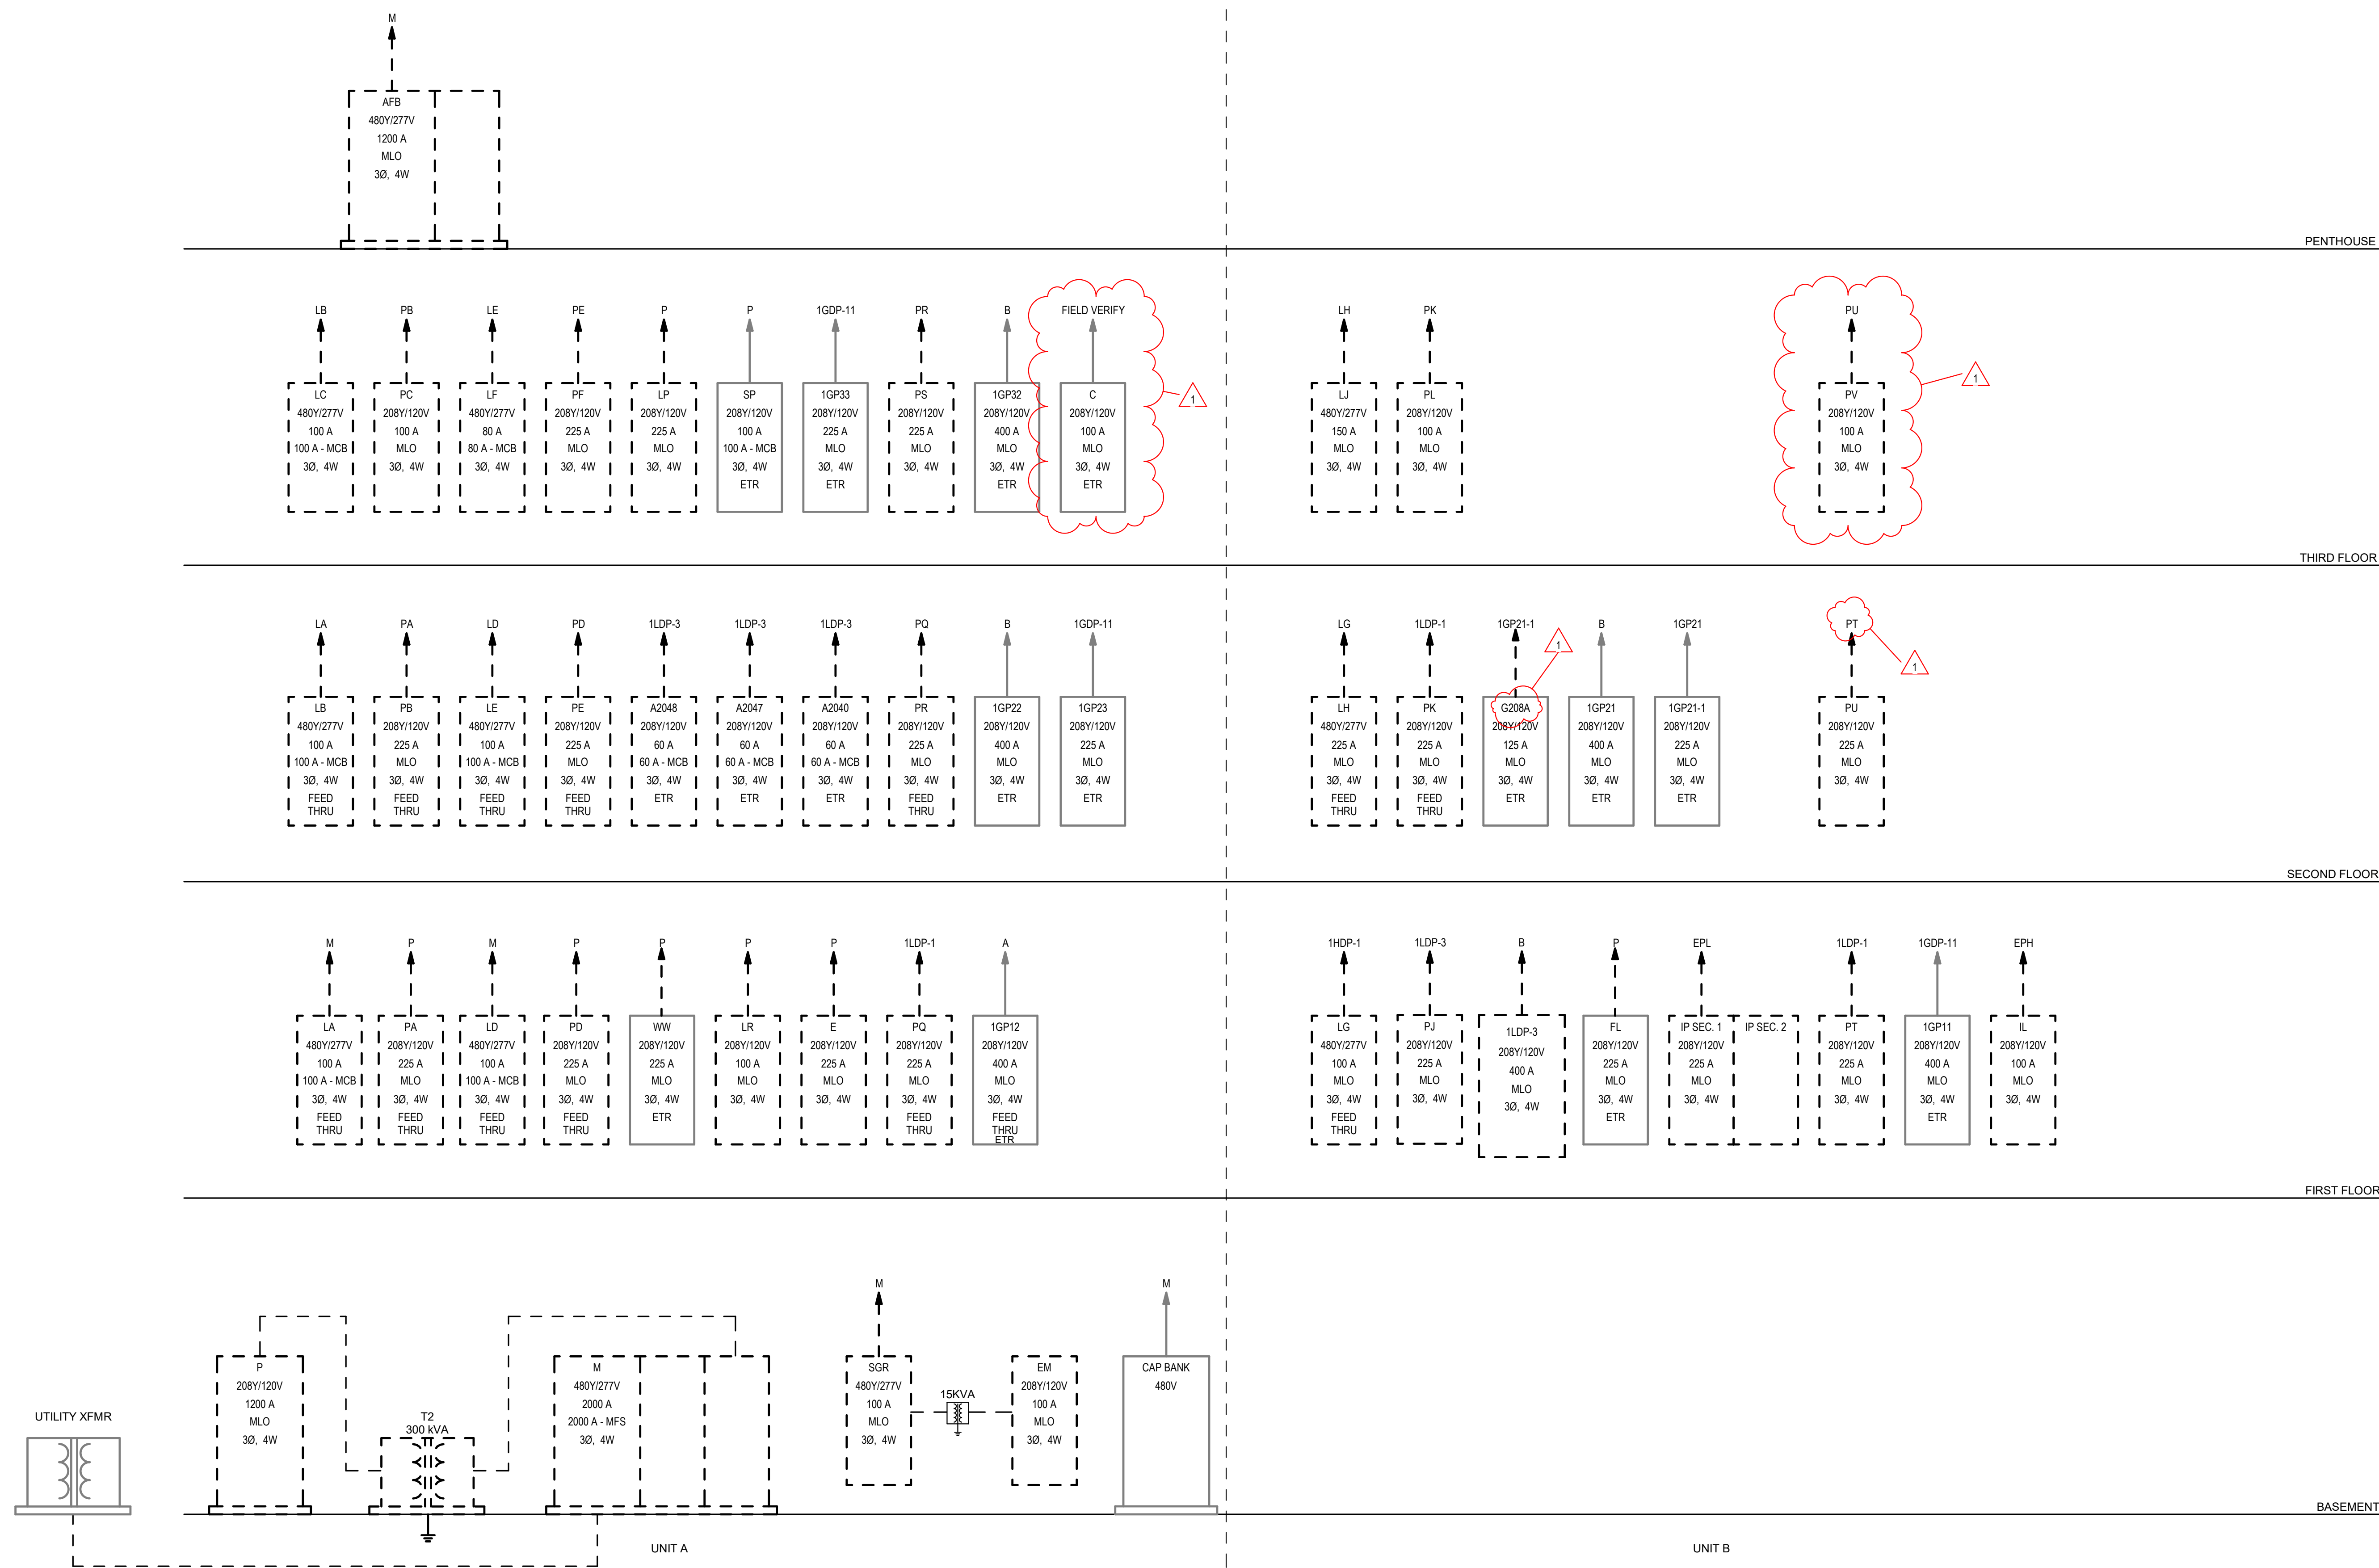 M
AFB
480Y/277V
1200 A
MLO
3Ø, 4W
PENTHOUSE
LB
LC
480Y/277V
100 A
100 A - MCB
3Ø, 4W
PB
PC
208Y/120V
100 A
MLO
3Ø, 4W
LE
LF
480Y/277V
80 A
80 A - MCB
3Ø, 4W
PE
PF
208Y/120V
225 A
MLO
3Ø, 4W
P
LP
208Y/120V
225 A
MLO
3Ø, 4W
P
SP
208Y/120V
100 A
100 A - MCB
3Ø, 4W
ETR
1GDP-11
1GP33
208Y/120V
225 A
MLO
3Ø, 4W
ETR
PR
PS
208Y/120V
225 A
MLO
3Ø, 4W
B
1GP32
208Y/120V
400 A
MLO
3Ø, 4W
ETR
FIELD VERIFY
C
208Y/120V
100 A
MLO
3Ø, 4W
ETR
1
LH
LJ
480Y/277V
150 A
MLO
3Ø, 4W
PK
PL
208Y/120V
100 A
MLO
3Ø, 4W
PU
PV
208Y/120V
100 A
MLO
3Ø, 4W
1
THIRD FLOOR
LA
LB
480Y/277V
100 A
100 A - MCB
3Ø, 4W
FEED
THRU
PA
PB
208Y/120V
225 A
MLO
3Ø, 4W
FEED
THRU
LD
LE
480Y/277V
100 A
100 A - MCB
3Ø, 4W
FEED
THRU
PD
PE
208Y/120V
225 A
MLO
3Ø, 4W
FEED
THRU
1LDP-3
A2048
208Y/120V
60 A
60 A - MCB
3Ø, 4W
ETR
1LDP-3
A2047
208Y/120V
60 A
60 A - MCB
3Ø, 4W
ETR
1LDP-3
A2040
208Y/120V
60 A
60 A - MCB
3Ø, 4W
ETR
PQ
PR
208Y/120V
225 A
MLO
3Ø, 4W
FEED
THRU
B
1GP22
208Y/120V
400 A
MLO
3Ø, 4W
ETR
1GDP-11
1GP23
208Y/120V
225 A
MLO
3Ø, 4W
ETR
LG
LH
480Y/277V
225 A
MLO
3Ø, 4W
FEED
THRU
1LDP-1
PK
208Y/120V
225 A
MLO
3Ø, 4W
FEED
THRU
1GP21-1
1
G208A
208Y/120V
125 A
MLO
3Ø, 4W
ETR
B
1GP21
208Y/120V
400 A
MLO
3Ø, 4W
ETR
1GP21
1GP21-1
208Y/120V
225 A
MLO
3Ø, 4W
ETR
PT
1
PU
208Y/120V
225 A
MLO
3Ø, 4W
SECOND FLOOR
M
LA
480Y/277V
100 A
100 A - MCB
3Ø, 4W
FEED
THRU
P
PA
208Y/120V
225 A
MLO
3Ø, 4W
FEED
THRU
M
LD
480Y/277V
100 A
100 A - MCB
3Ø, 4W
FEED
THRU
P
PD
208Y/120V
225 A
MLO
3Ø, 4W
FEED
THRU
P
WW
208Y/120V
225 A
MLO
3Ø, 4W
ETR
P
LR
208Y/120V
100 A
MLO
3Ø, 4W
P
E
208Y/120V
225 A
MLO
3Ø, 4W
1LDP-1
PQ
208Y/120V
225 A
MLO
3Ø, 4W
FEED
THRU
A
1GP12
208Y/120V
400 A
MLO
3Ø, 4W
FEED
THRU
ETR
1HDP-1
LG
480Y/277V
100 A
MLO
3Ø, 4W
FEED
THRU
1LDP-3
PJ
208Y/120V
225 A
MLO
3Ø, 4W
B
1LDP-3
208Y/120V
400 A
MLO
3Ø, 4W
P
FL
208Y/120V
225 A
MLO
3Ø, 4W
ETR
EPL
IP SEC. 1
208Y/120V
225 A
MLO
3Ø, 4W
IP SEC. 2
1LDP-1
PT
208Y/120V
225 A
MLO
3Ø, 4W
1GDP-11
1GP11
208Y/120V
400 A
MLO
3Ø, 4W
ETR
EPH
IL
208Y/120V
100 A
MLO
3Ø, 4W
FIRST FLOOR
UTILITY XFMR
P
208Y/120V
1200 A
MLO
3Ø, 4W
T2
300 kVA
M
480Y/277V
2000 A
2000 A - MFS
3Ø, 4W
M
SGR
480Y/277V
100 A
MLO
3Ø, 4W
15KVA
EM
208Y/120V
100 A
MLO
3Ø, 4W
M
CAP BANK
480V
BASEMENT
UNIT A
UNIT B